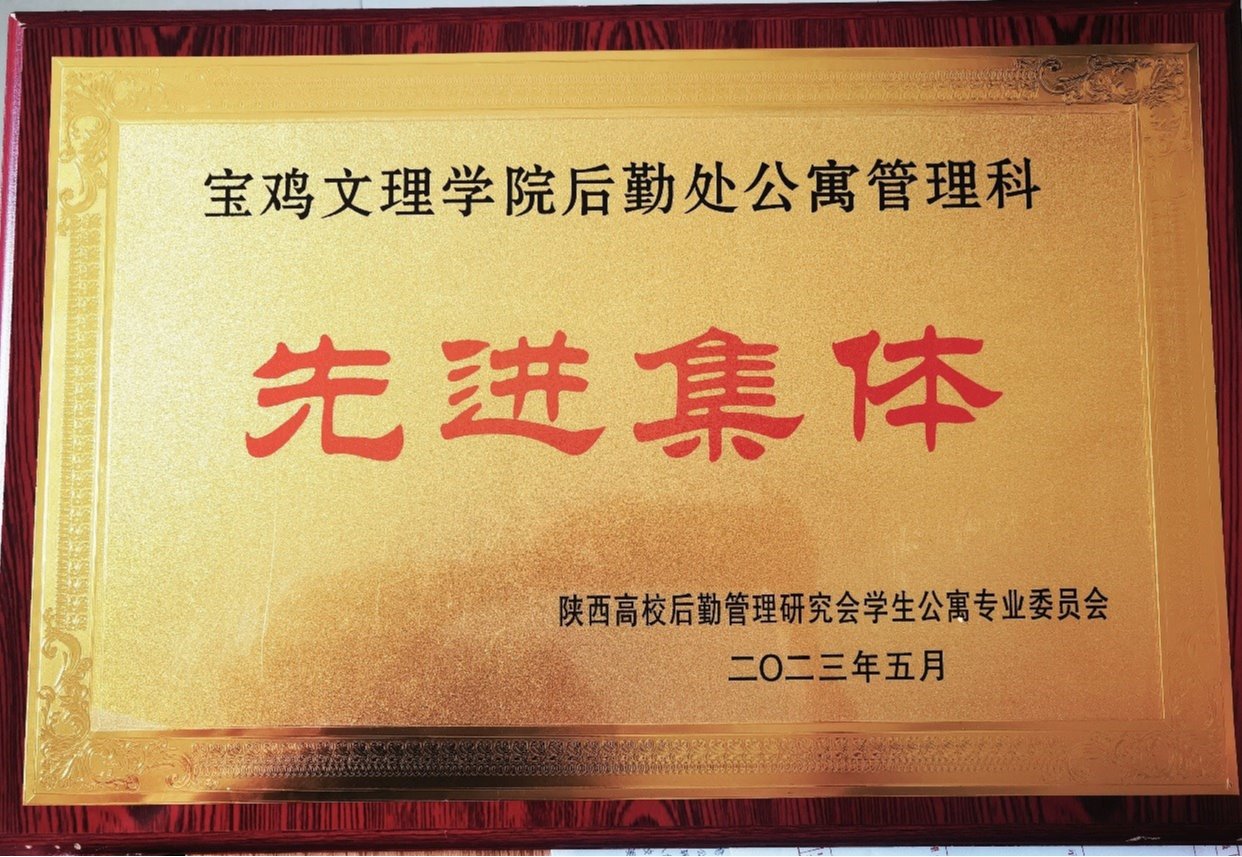 宝鸡文理学院后勤处公寓管理科
先进集体
陕西高校后勤管理研究会学生公寓专业委员会
二〇二三年五月